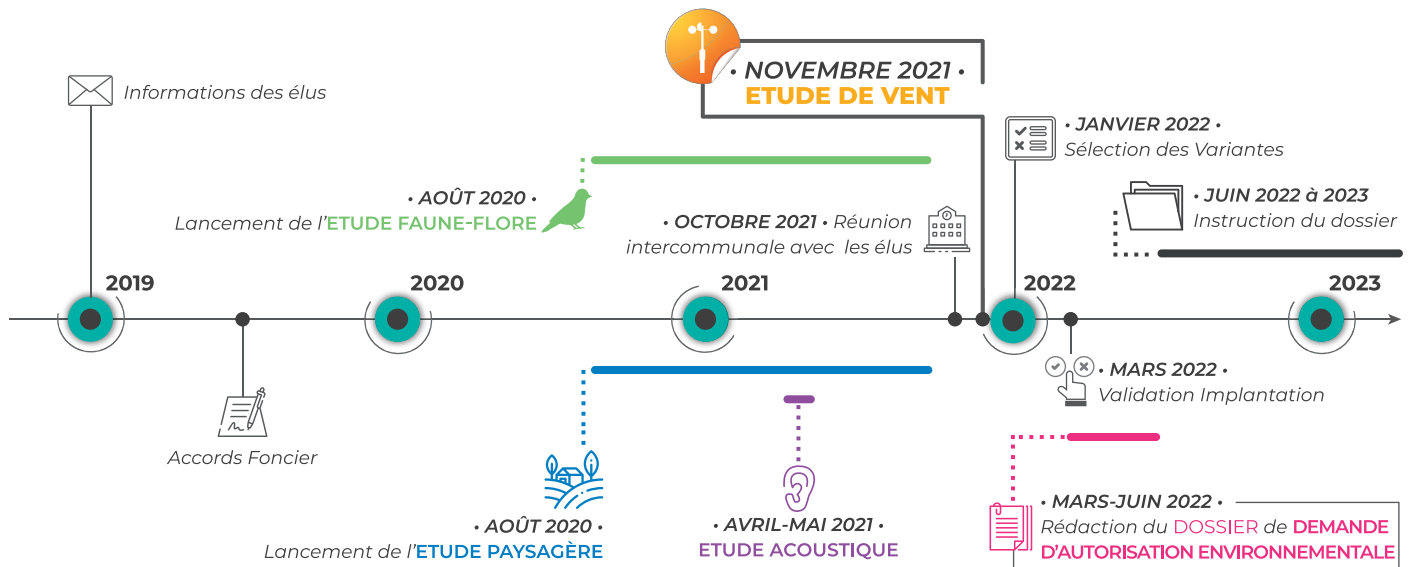 · NOVEMBRE 2021 ·
ETUDE DE VENT
Informations des élus
· JANVIER 2022 ·
Sélection des Variantes
· AOÛT 2020 ·
Lancement de l'ETUDE FAUNE-FLORE
· OCTOBRE 2021 · Réunion
intercommunale avec les élus
· JUIN 2022 à 2023
Instruction du dossier
2019
2020
2021
2022
2023
Accords Foncier
· MARS 2022 ·
Validation Implantation
· AOÛT 2020 ·
Lancement de l'ETUDE PAYSAGÈRE
· AVRIL-MAI 2021 ·
ETUDE ACOUSTIQUE
· MARS-JUIN 2022 ·
Rédaction du DOSSIER de DEMANDE
D'AUTORISATION ENVIRONNEMENTALE